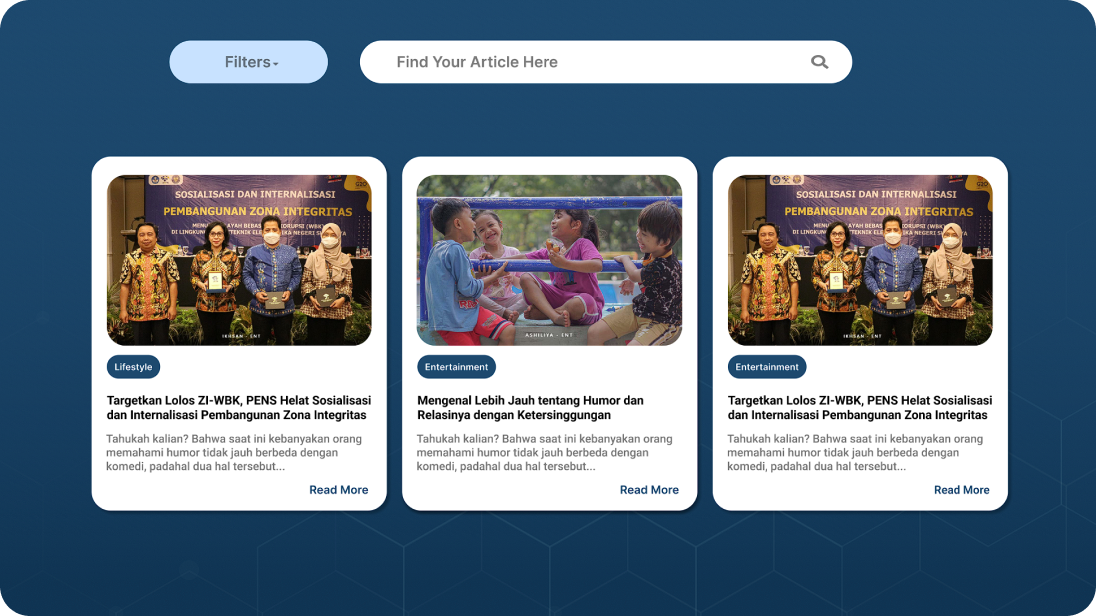 Filters
Find Your Article Here
SOSIALISASI DAN INTERNALISASI
PEMBANGUNAN ZONA INTEGRITAS
DI LINGKUNG
IKHSAN - ENT
Lifestyle
Targetkan Lolos ZI-WBK, PENS Helat Sosialisasi
dan Internalisasi Pembangunan Zona Integritas
Tahukah kalian? Bahwa saat ini kebanyakan orang
memahami humor tidak jauh berbeda dengan
komedi, padahal dua hal tersebut...
Read More
ASHILIYA - ENT
Entertainment
Mengenal Lebih Jauh tentang Humor dan
Relasinya dengan Ketersinggungan
Tahukah kalian? Bahwa saat ini kebanyakan orang
memahami humor tidak jauh berbeda dengan
komedi, padahal dua hal tersebut...
Read More
SOSIALISASI DAN INTERNALISASI
PEMBANGUNAN ZONA INTEGRITAS
DI LINGKUNG
IKHSAN - ENT
Entertainment
Targetkan Lolos ZI-WBK, PENS Helat Sosialisasi
dan Internalisasi Pembangunan Zona Integritas
Tahukah kalian? Bahwa saat ini kebanyakan orang
memahami humor tidak jauh berbeda dengan
komedi, padahal dua hal tersebut...
Read More